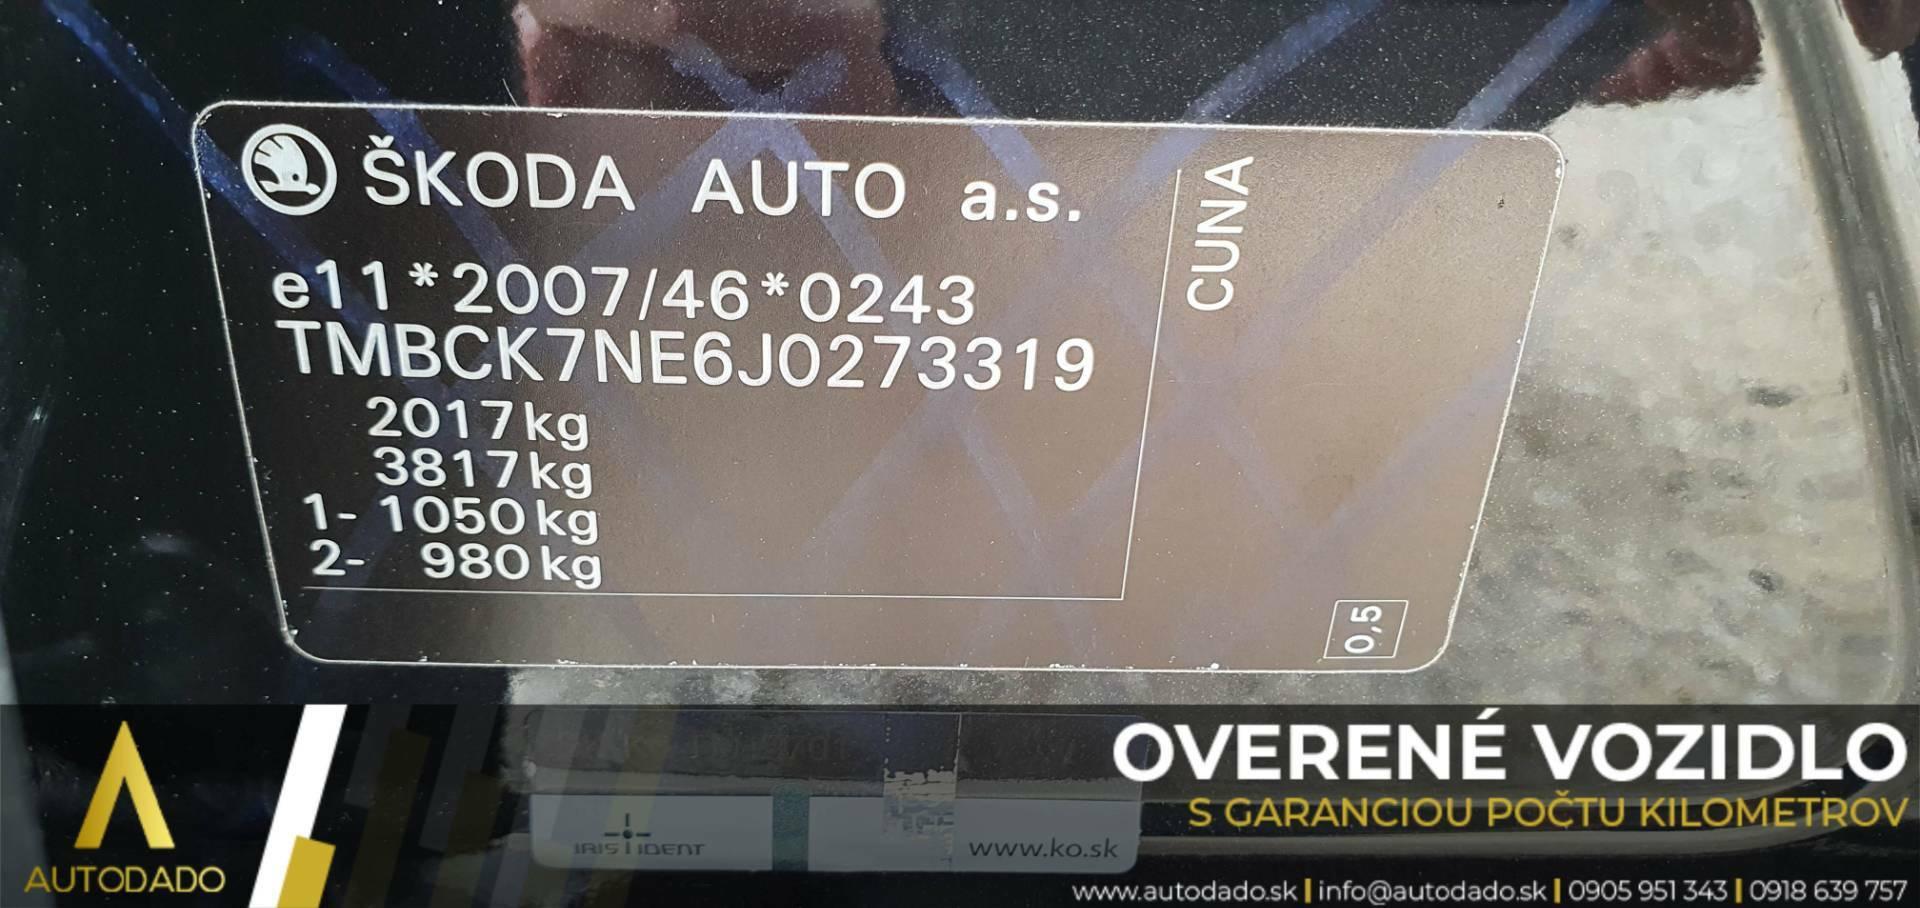 ŠKODA AUTO a.s.
e11*2007/46*0243
TMBCK7NE6J0273319
2017kg
3817kg
1- 1050kg
2- 980kg
CUNA
0,5
OVERENÉ VOZIDLO
S GARANCIOU POČTU KILOMETROV
IRIS IDENT
www.ko.sk
AUTODADO
www.autodado.sk | info@autodado.sk | 0905 951 343 | 0918 639 757